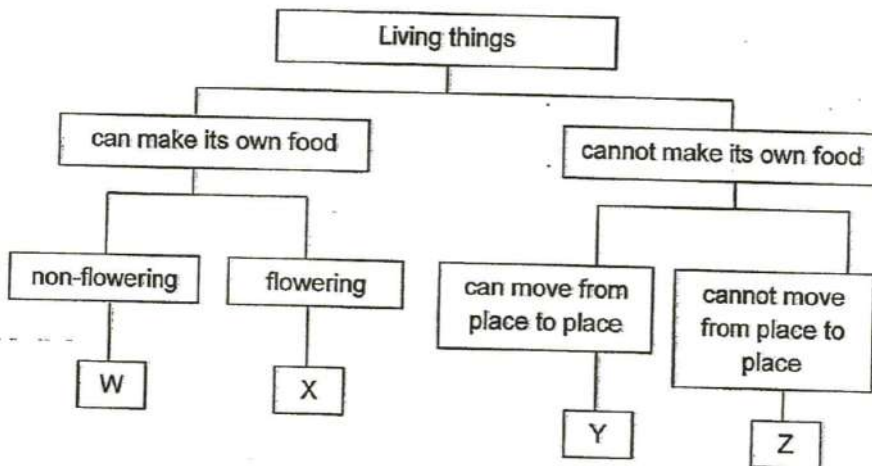 Living things
can make its own food
cannot make its own food
non-flowering
flowering
can move from
place to place
cannot move
from place to
place
W
X
Y
Z